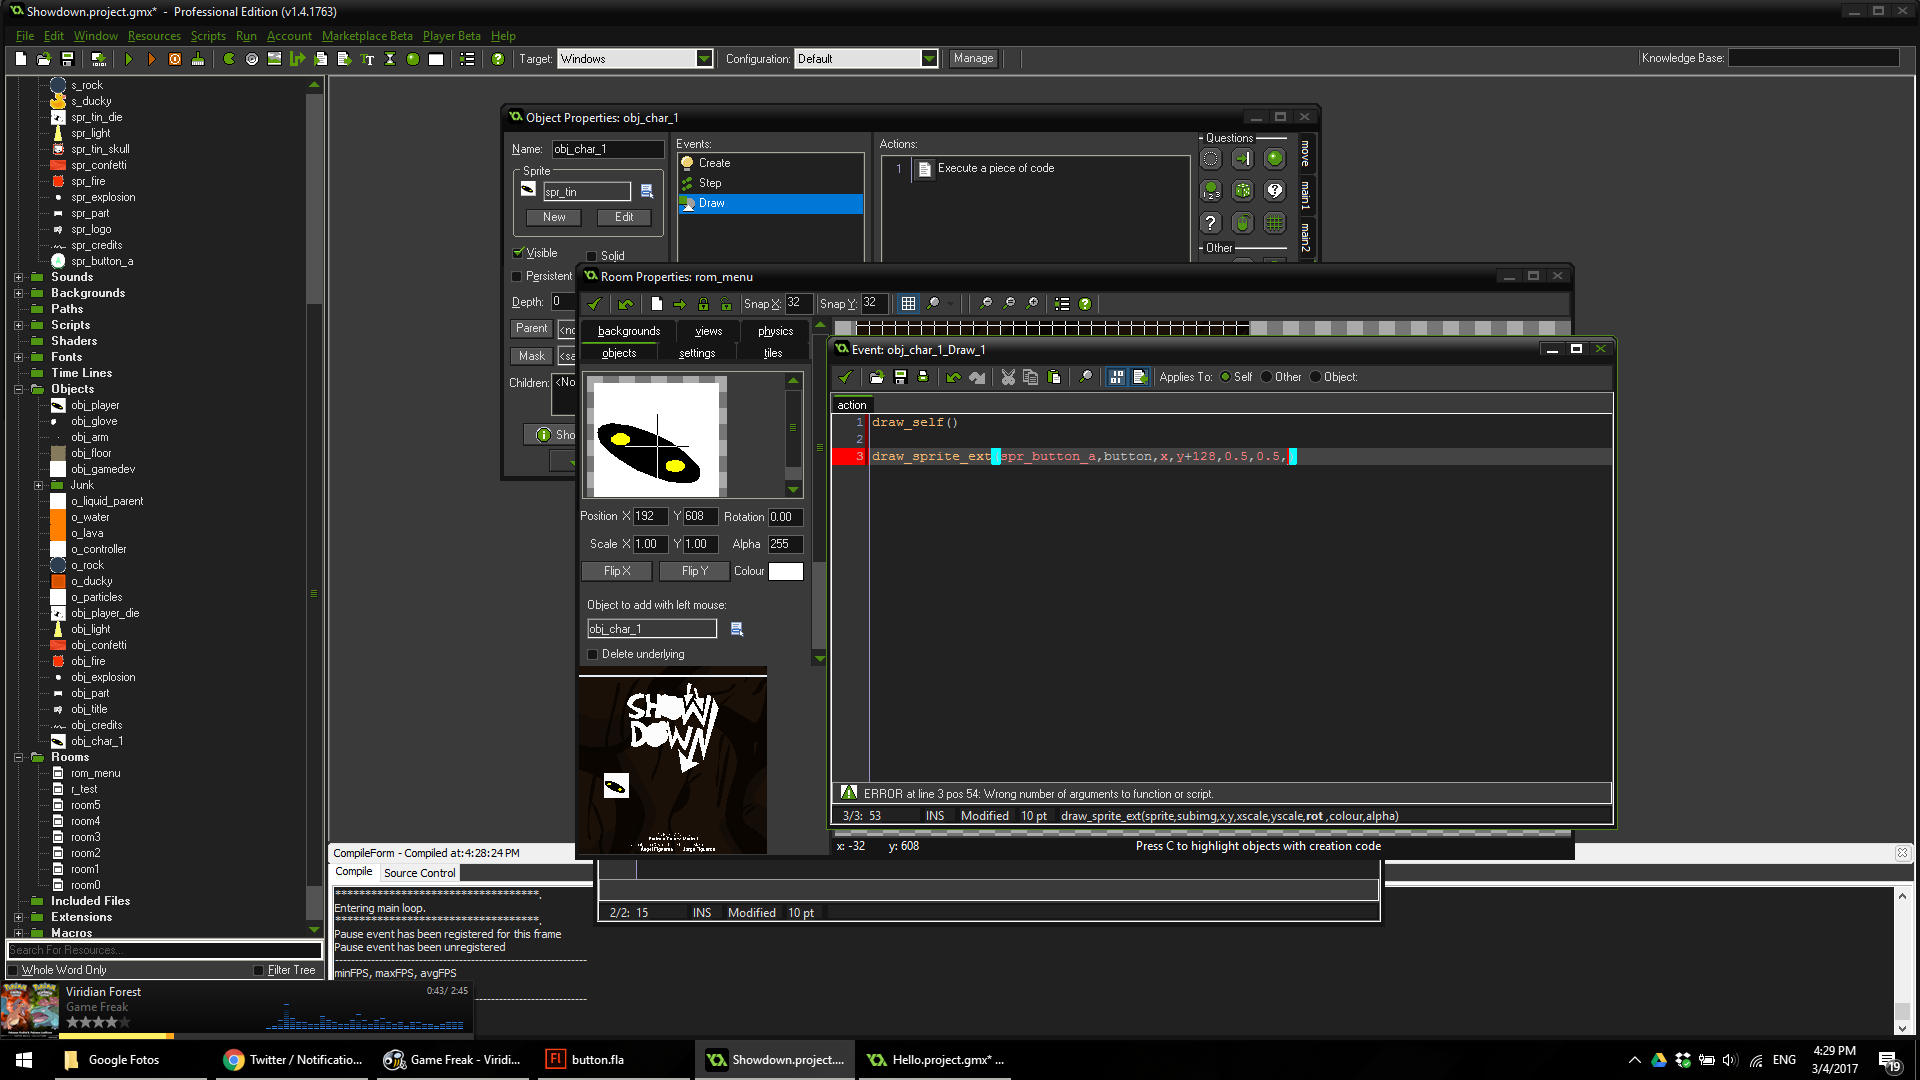 Showdown.project.gmx* - Professional Edition (v1.4.1763)
File Edit Window Resources Scripts Run Account Marketplace Beta Player Beta Help
Target: Windows Configuration: Default Manage Knowledge Base:
s_rock
s_ducky
spr_tin_die
spr_light
spr_tin_skull
spr_confetti
spr_fire
spr_explosion
spr_part
spr_logo
spr_credits
spr_button_a
Sounds
Backgrounds
Paths
Scripts
Shaders
Fonts
Time Lines
Objects
obj_player
obj_glove
obj_arm
obj_floor
obj_gamedev
Junk
o_liquid_parent
o_water
o_lava
o_controller
o_rock
o_ducky
o_particles
obj_player_die
obj_light
obj_confetti
obj_fire
obj_explosion
obj_part
obj_title
obj_credits
obj_char_1
Rooms
rom_menu
r_test
room5
room4
room3
room2
room1
room0
Included Files
Extensions
Macros
Search For Resources...
Whole Word Only Filter Tree
Object Properties: obj_char_1
Name: obj_char_1
Sprite
spr_tin
New Edit
Visible Solid
Persistent
Depth: 0
Parent <no
Mask <sa
Children: <No
Sho
Events:
Create
Step
Draw
Actions:
1 Execute a piece of code
Questions
Other
move
main1
main2
Room Properties: rom_menu
Snap X: 32 Snap Y: 32
backgrounds views physics
objects settings tiles
Position X 192 Y 608 Rotation 0.00
Scale X 1.00 Y 1.00 Alpha 255
Flip X Flip Y Colour
Object to add with left mouse:
obj_char_1
Delete underlying
SHOW
DOWN
x: -32 y: 608 Press C to highlight objects with creation code
Event: obj_char_1_Draw_1
Applies To: Self Other Object:
action
1 draw_self()
2
3 draw_sprite_ext(spr_button_a,button,x,y+128,0.5,0.5,)
ERROR at line 3 pos 54: Wrong number of arguments to function or script.
3/3: 53 INS Modified 10 pt draw_sprite_ext(sprite,subimg,x,y,xscale,yscale,rot ,colour,alpha)
2/2: 15 INS Modified 10 pt
CompileForm - Compiled at:4:28:24 PM
Compile Source Control
Entering main loop.
Pause event has been registered for this frame
Pause event has been unregistered
minFPS, maxFPS, avgFPS
Viridian Forest 0:43/ 2:45
Game Freak
Google Fotos
Twitter / Notificatio...
Game Freak - Viridi...
button.fla
Showdown.project....
Hello.project.gmx* ...
ENG
4:29 PM
3/4/2017
19